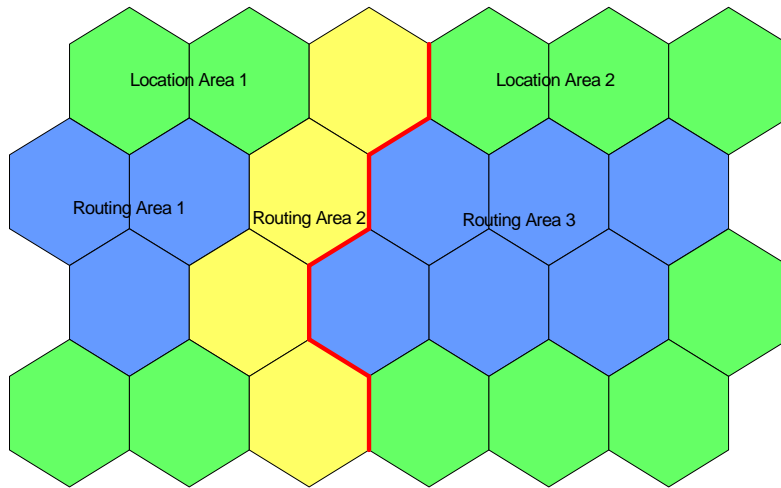 Location Area 1
Location Area 2
Routing Area 1
Routing Area 2
Routing Area 3